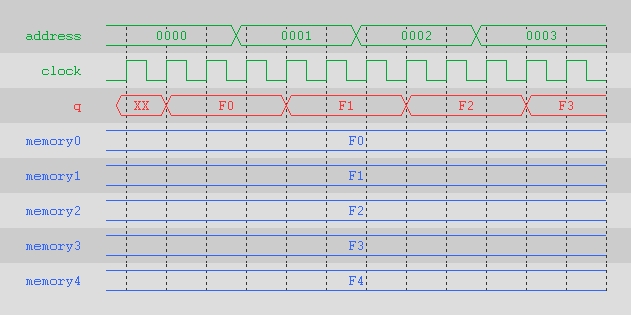 address 0000 0001 0002 0003
clock
q XX F0 F1 F2 F3
memory0 F0
memory1 F1
memory2 F2
memory3 F3
memory4 F4